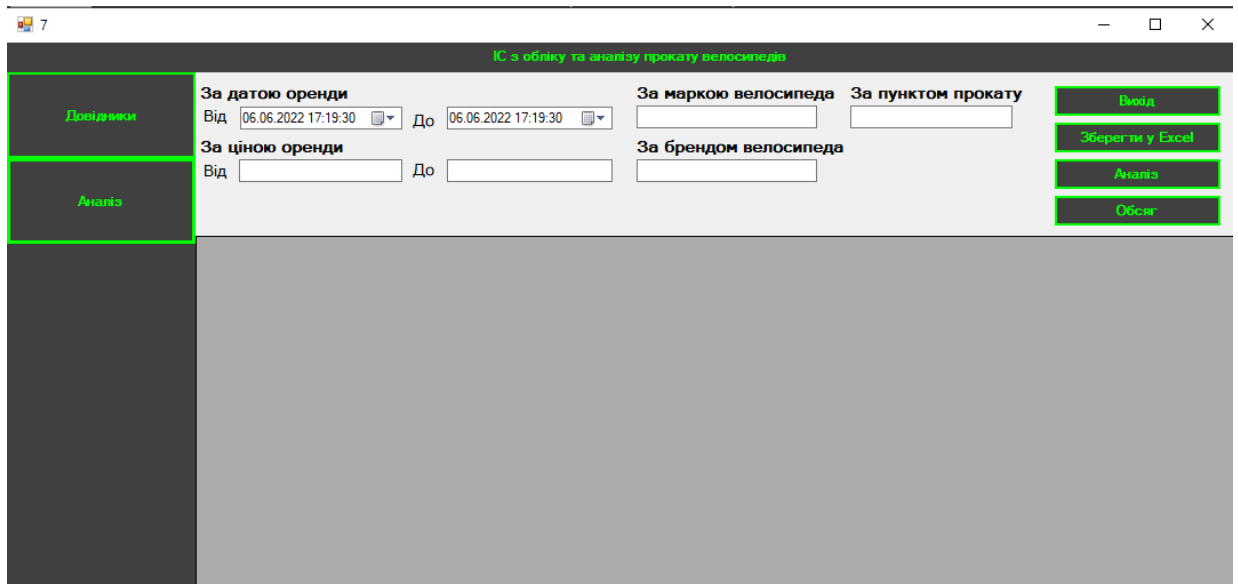 7
ІС з обліку та аналізу прокату велосипедів
Довідники
Аналіз
За датою оренди
Від 06.06.2022 17:19:30 До 06.06.2022 17:19:30
За ціною оренди
Від До
За маркою велосипеда
За брендом велосипеда
За пунктом прокату
Вихід
Зберегти у Excel
Аналіз
Обсяг